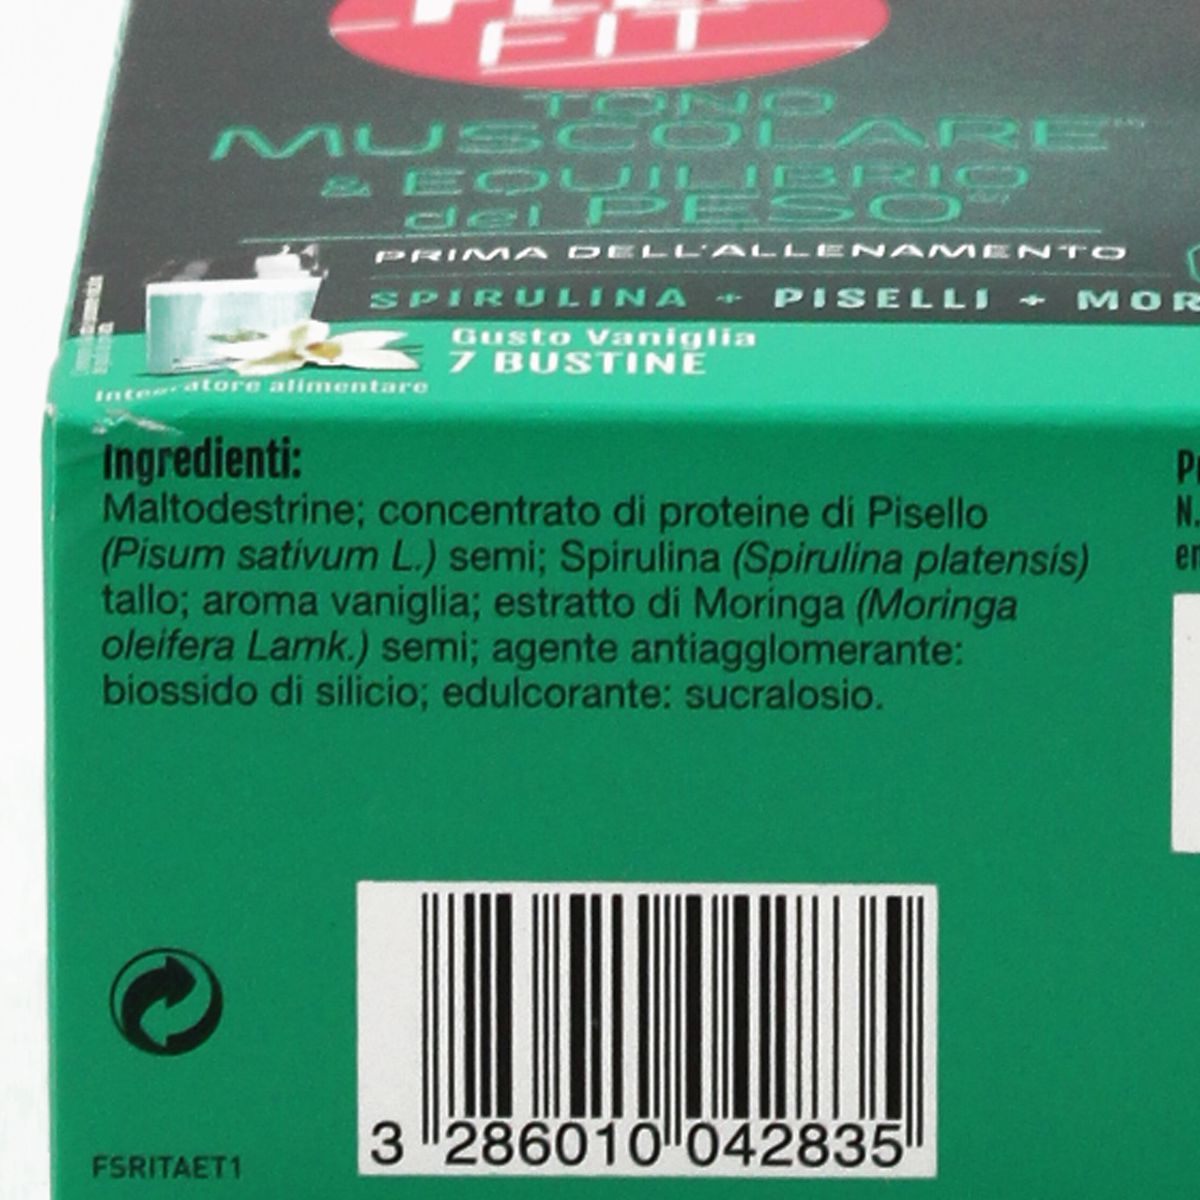 FIT
TONO
MUSCOLARE
& EQUILIBRIO
del PESO
PRIMA DELL'ALLENAMENTO
SPIRULINA + PISELLI + MOR
Gusto Vaniglia
7 BUSTINE
Integratore alimentare
Ingredienti:
Maltodestrine; concentrato di proteine di Pisello
(Pisum sativum L.) semi; Spirulina (Spirulina platensis)
tallo; aroma vaniglia; estratto di Moringa (Moringa
oleifera Lamk.) semi; agente antiagglomerante:
biossido di silicio; edulcorante: sucralosio.
N.
3 286010 042835
FSRITAET1